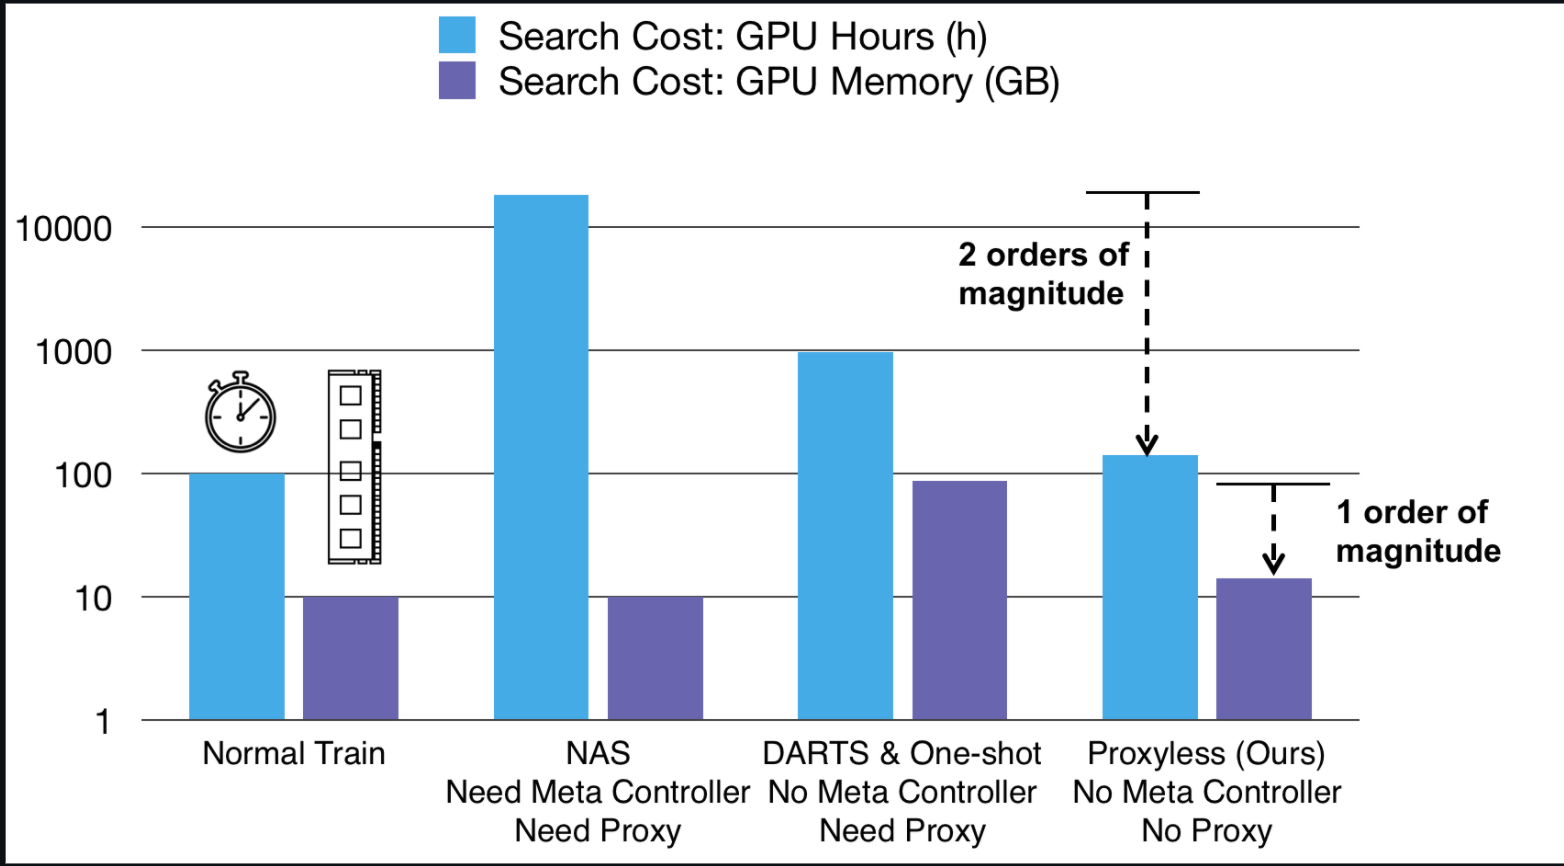 Search Cost: GPU Hours (h)
Search Cost: GPU Memory (GB)
10000
1000
100
10
1
2 orders of
magnitude
1 order of
magnitude
Normal Train
NAS
Need Meta Controller
Need Proxy
DARTS & One-shot
No Meta Controller
Need Proxy
Proxyless (Ours)
No Meta Controller
No Proxy